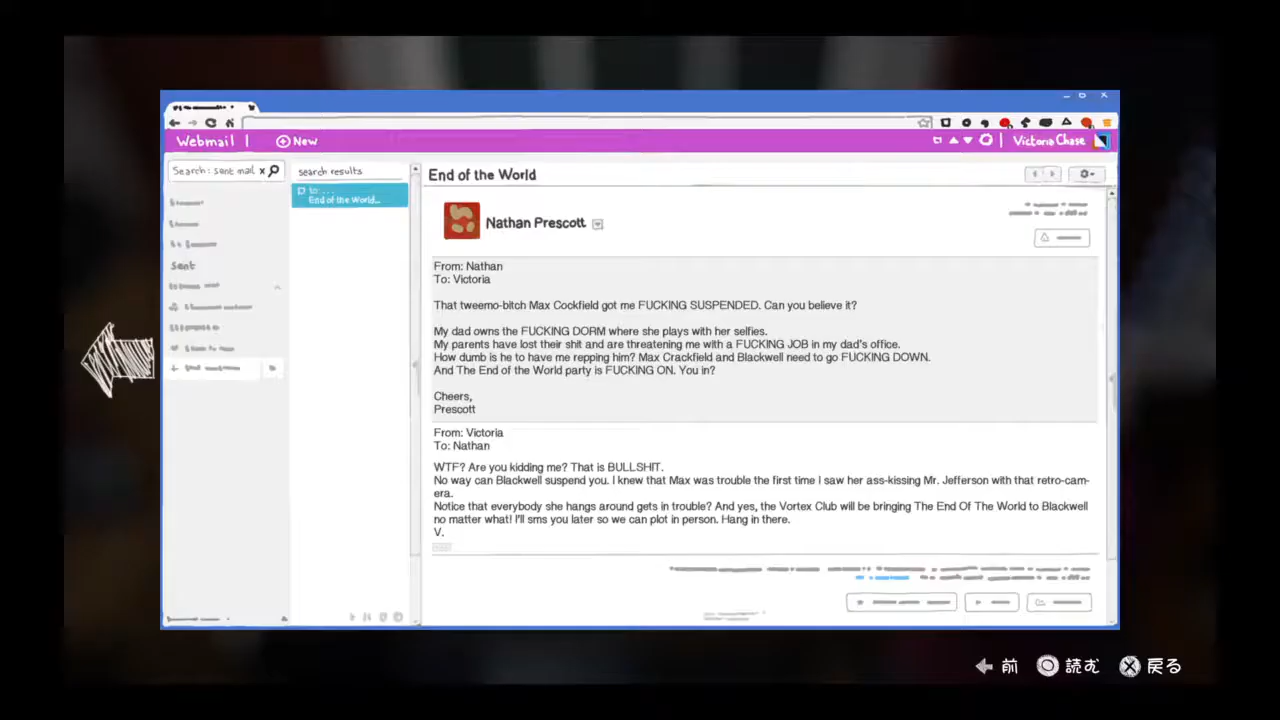 Webmail |
New
Victoria Chase
Search: sent mail x
search results
End of the World
to: ...
End of the World...
Sent
Nathan Prescott
From: Nathan
To: Victoria
That tweemo-bitch Max Cockfield got me FUCKING SUSPENDED. Can you believe it?
My dad owns the FUCKING DORM where she plays with her selfies.
My parents have lost their shit and are threatening me with a FUCKING JOB in my dad's office.
How dumb is he to have me repping him? Max Crackfield and Blackwell need to go FUCKING DOWN.
And The End of the World party is FUCKING ON. You in?
Cheers,
Prescott
From: Victoria
To: Nathan
WTF? Are you kidding me? That is BULLSHIT.
No way can Blackwell suspend you. I knew that Max was trouble the first time I saw her ass-kissing Mr. Jefferson with that retro-cam-
era.
Notice that everybody she hangs around gets in trouble? And yes, the Vortex Club will be bringing The End Of The World to Blackwell
no matter what! I'll sms you later so we can plot in person. Hang in there.
V.
前 読む 戻る